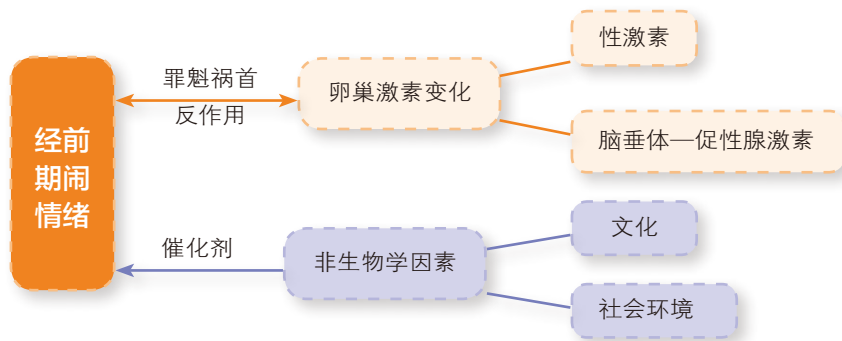 经前
期闹
情绪
罪魁祸首
反作用
卵巢激素变化
性激素
脑垂体—促性腺激素
催化剂
非生物学因素
文化
社会环境